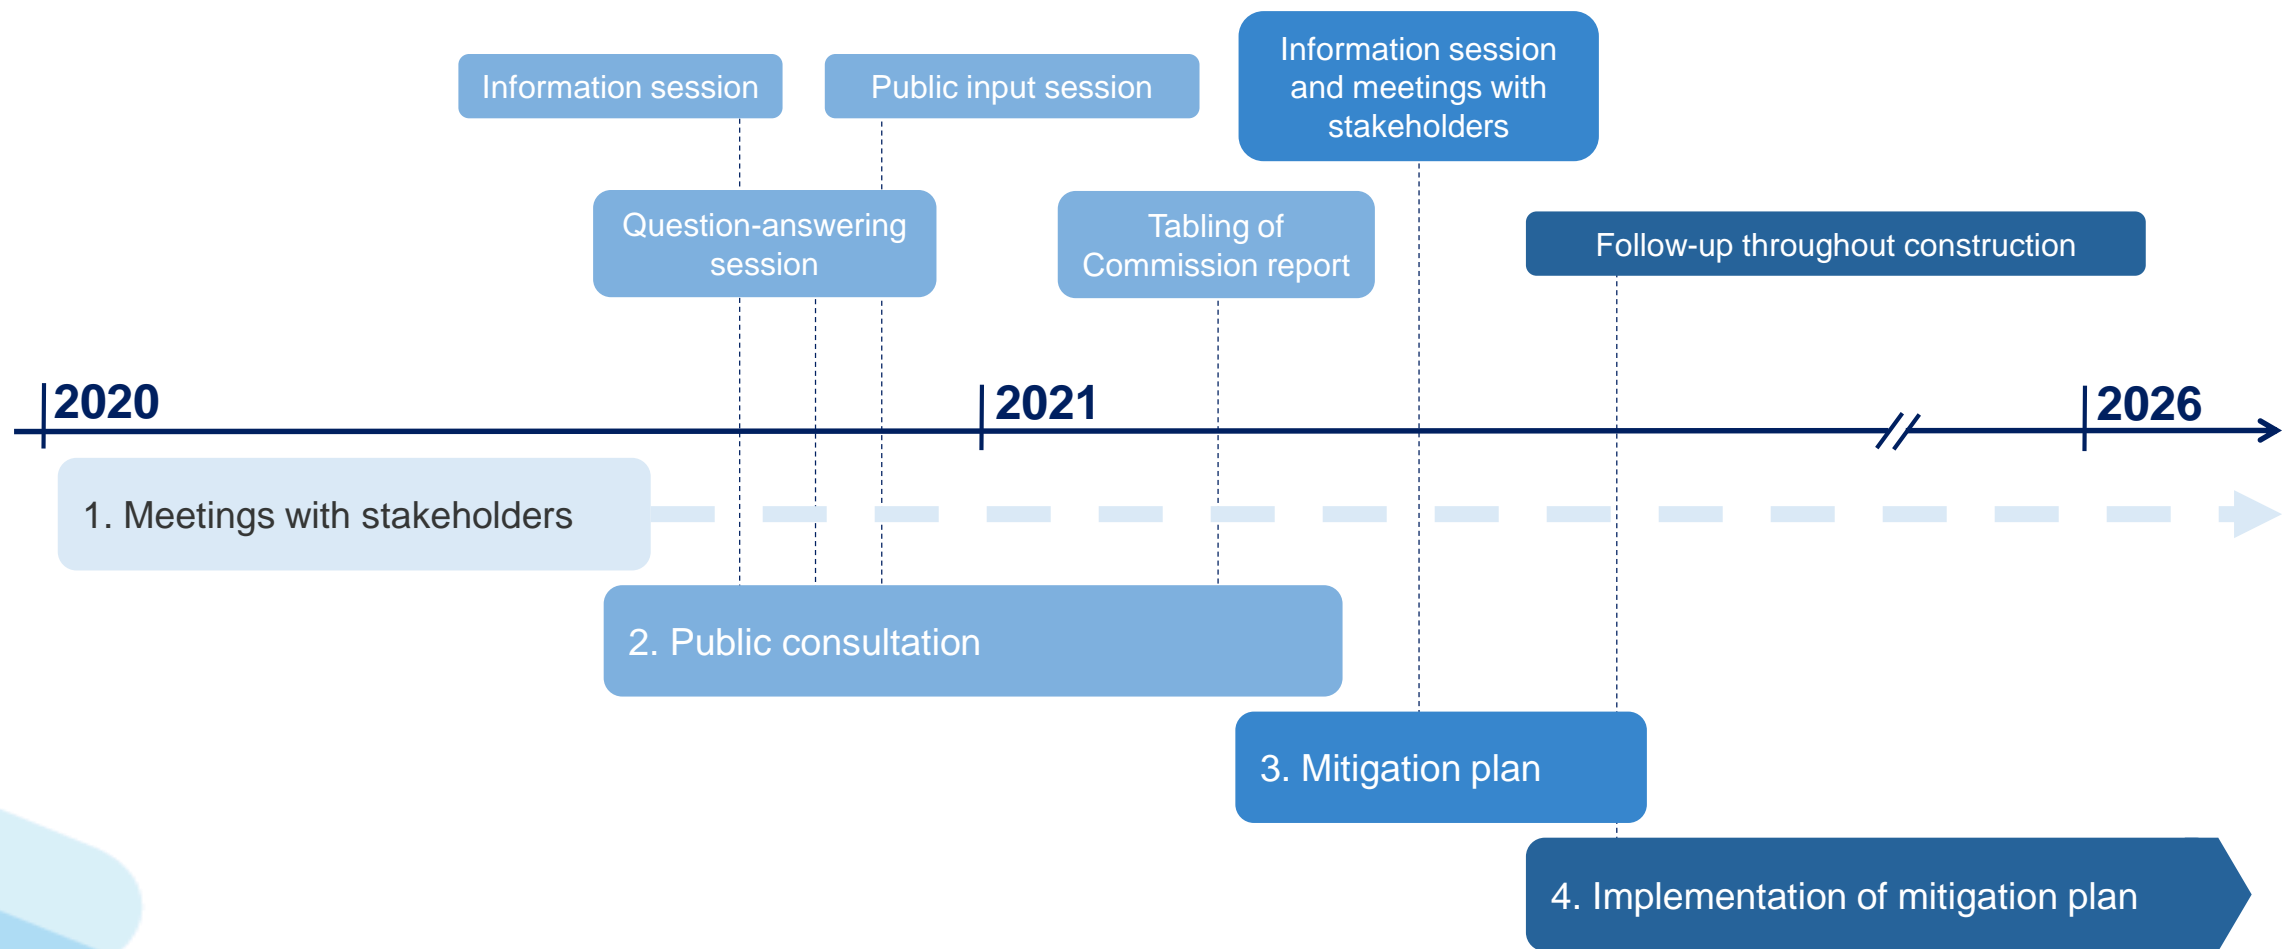 Information session
Public input session
Information session
and meetings with
stakeholders
Question-answering
session
Tabling of
Commission report
Follow-up throughout construction
2020
2021
2026
1. Meetings with stakeholders
2. Public consultation
3. Mitigation plan
4. Implementation of mitigation plan